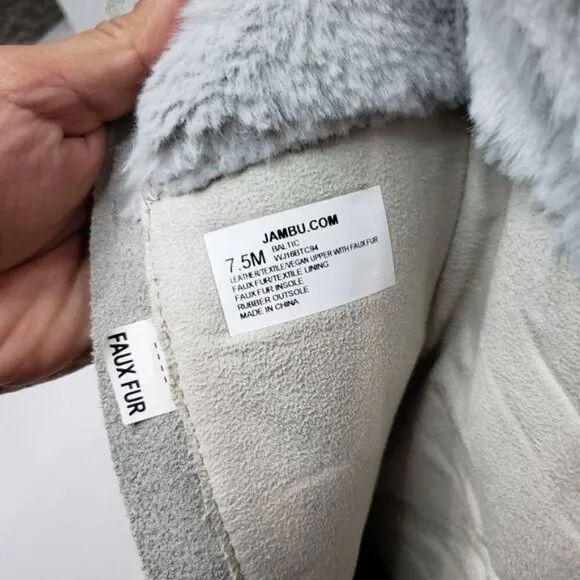 JAMBU.COM
BALTIC
7.5M WJ16BTC94
LEATHER/TEXTILE/VEGAN UPPER WITH FAUX FUR
FAUX FUR/TEXTILE LINING
FAUX FUR INSOLE
RUBBER OUTSOLE
MADE IN CHINA
FAUX FUR